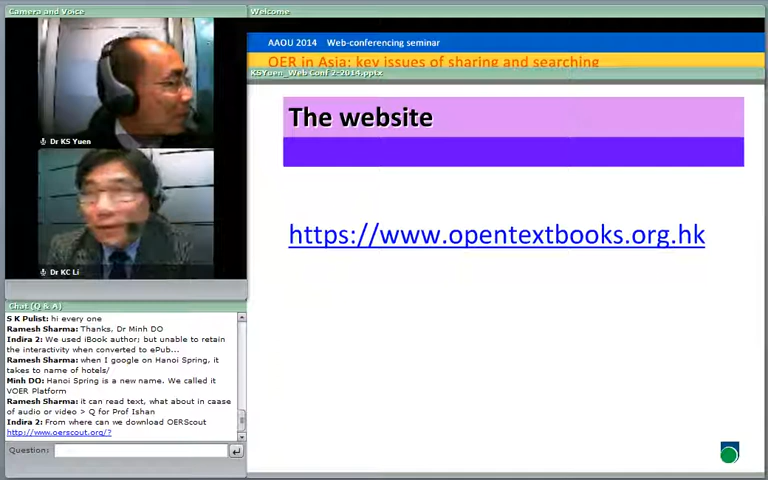 Camera and Voice
Dr KS Yuen
Dr KC Li
Chat (Q & A)
S K Pulist: hi every one
Ramesh Sharma: Thanks, Dr Minh DO
Indira 2: We used iBook author; but unable to retain
the interactivity when converted to ePub...
Ramesh Sharma: when I google on Hanoi Spring, it
takes to name of hotels/
Minh DO: Hanoi Spring is a new name. We called it
VOER Platform
Ramesh Sharma: it can read text, what about in caase
of audio or video > Q for Prof Ishan
Indira 2: From where can we download OERScout
http://www.oerscout.org/?
Question:
Welcome
AAOU 2014 Web-conferencing seminar
OER in Asia: key issues of sharing and searching
KSYuen_Web Conf 2-2014.pptx
The website
https://www.opentextbooks.org.hk